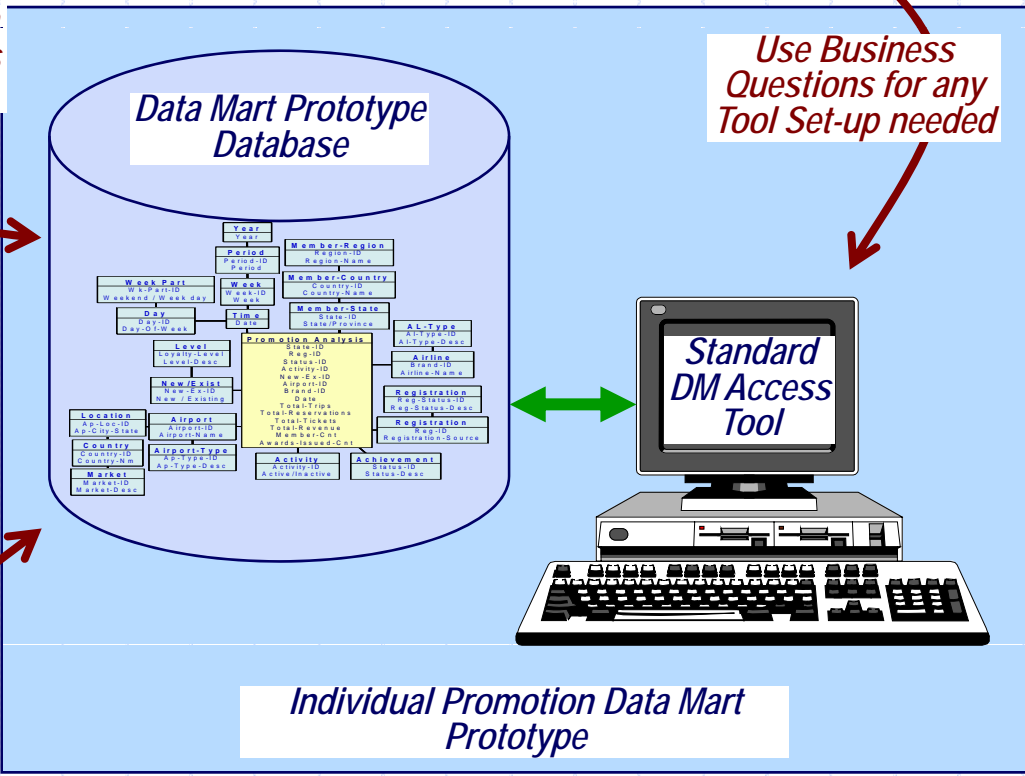 Use Business
Questions for any
Tool Set-up needed
Data Mart Prototype
Database
Year
Year
Period
Period-ID
Period
Member-Region
Region-ID
Region-Name
Week Part
Wk-Part-ID
Weekend / Week day
Week
Week-ID
Week
Member-Country
Country-ID
Country-Name
Day
Day-ID
Day-Of-Week
Time
Date
Member-State
State-ID
State/Province
AL-Type
Al-Type-ID
Al-Type-Desc
Level
Loyalty-Level
Level-Desc
Promotion Analysis
State-ID
Reg-ID
Status-ID
Activity-ID
New-Ex-ID
Airport-ID
Brand-ID
Date
Total-Trips
Total-Reservations
Total-Tickets
Total-Revenue
Member-Cnt
Awards-Issued-Cnt
Airline
Brand-ID
Airline-Name
New/Exist
New-Ex-ID
New / Existing
Registration
Reg-Status-ID
Reg-Status-Desc
Location
Ap-Loc-ID
Ap-City-State
Airport
Airport-ID
Airport-Name
Registration
Reg-ID
Registration-Source
Country
Country-ID
Country-Nm
Airport-Type
Ap-Type-ID
Ap-Type-Desc
Activity
Activity-ID
Active/Inactive
Achievement
Status-ID
Status-Desc
Market
Market-ID
Market-Desc
Standard
DM Access
Tool
Individual Promotion Data Mart
Prototype